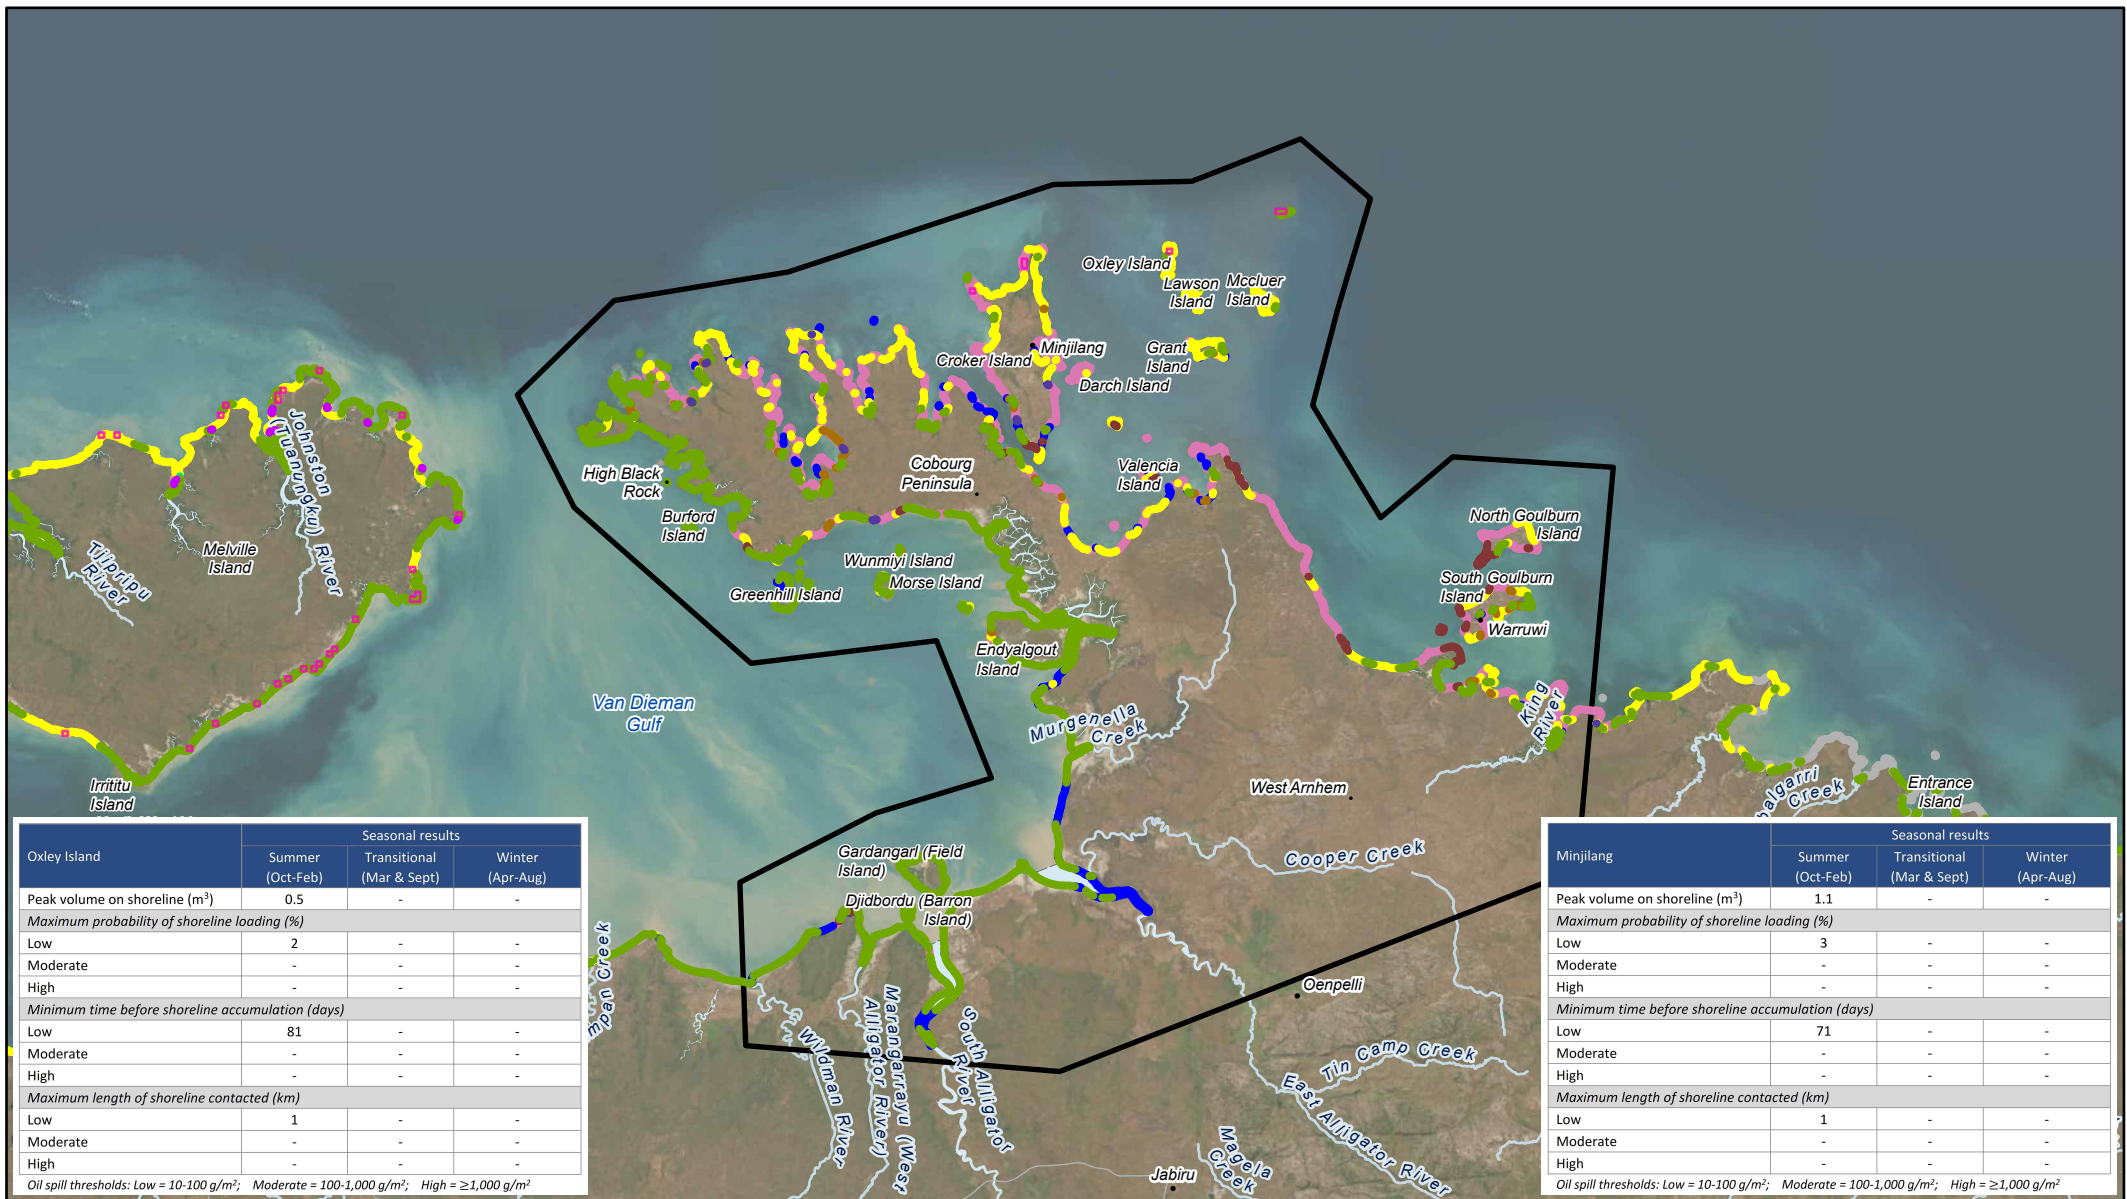 Oxley Island
Lawson
Island
Mccluer
Island
Minjilang
Croker Island
Grant
Island
Darch Island
Johnston
(Tuanungku) River
High Black
Rock
Cobourg
Peninsula
Valencia
Island
Burford
Island
North Goulburn
Island
Melville
Island
Tjipripu
River
Wunmiyi Island
Morse Island
Greenhill Island
South Goulburn
Island
Warruwi
Endyalgout
Island
Van Dieman
Gulf
Murgenella
Creek
King
River
Irrititu
Island
West Arnhem
Entrance
Island
balgarri
Creek
Cooper Creek
Gardangarl (Field
Island)
Djidbordu (Barron
Island)
mpau Creek
Oenpelli
Wildman River
Marangarrayu (West
Alligator River)
South Alligator
River
Tin Camp Creek
East Alligator River
Magela
Creek
Jabiru
Oxley Island
Seasonal results
Summer
(Oct-Feb)
Transitional
(Mar & Sept)
Winter
(Apr-Aug)
Peak volume on shoreline (m³) 0.5 - -
Maximum probability of shoreline loading (%)
Low 2 - -
Moderate - - -
High - - -
Minimum time before shoreline accumulation (days)
Low 81 - -
Moderate - - -
High - - -
Maximum length of shoreline contacted (km)
Low 1 - -
Moderate - - -
High - - -
Oil spill thresholds: Low = 10-100 g/m²; Moderate = 100-1,000 g/m²; High = ≥1,000 g/m²
Minjilang
Seasonal results
Summer
(Oct-Feb)
Transitional
(Mar & Sept)
Winter
(Apr-Aug)
Peak volume on shoreline (m³) 1.1 - -
Maximum probability of shoreline loading (%)
Low 3 - -
Moderate - - -
High - - -
Minimum time before shoreline accumulation (days)
Low 71 - -
Moderate - - -
High - - -
Maximum length of shoreline contacted (km)
Low 1 - -
Moderate - - -
High - - -
Oil spill thresholds: Low = 10-100 g/m²; Moderate = 100-1,000 g/m²; High = ≥1,000 g/m²